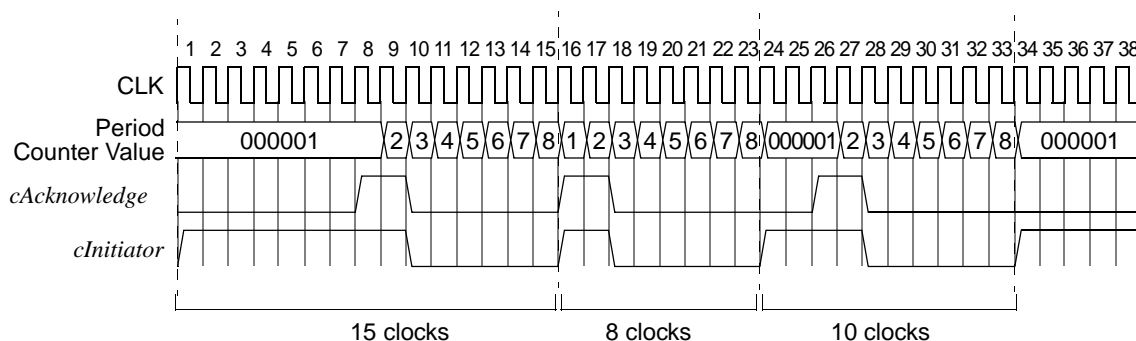 1 2 3 4 5 6 7 8 9 10 11 12 13 14 15 16 17 18 19 20 21 22 23 24 25 26 27 28 29 30 31 32 33 34 35 36 37 38
CLK
Period
Counter Value
000001 2 3 4 5 6 7 8 1 2 3 4 5 6 7 8 000001 2 3 4 5 6 7 8 000001
cAcknowledge
cInitiator
15 clocks 8 clocks 10 clocks